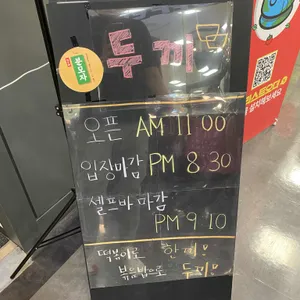 두끼
오픈 AM 11:00
입장마감 PM 8:30
셀프바 마감
PM 9:10
떡볶이로 한끼!
볶음밥으로 두끼!